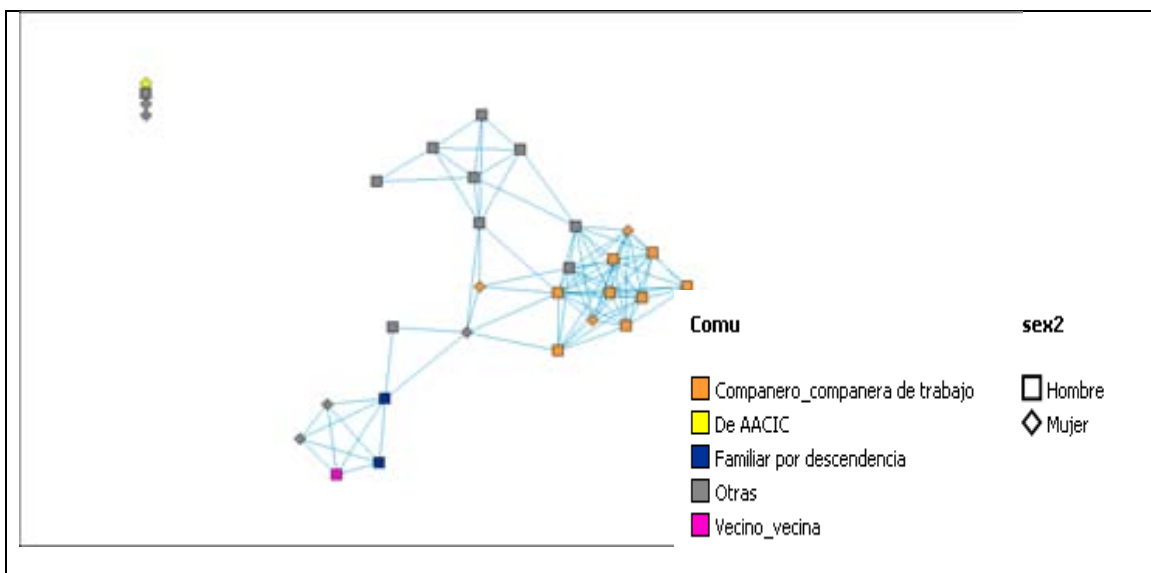 Comu
Companero_companera de trabajo
De AACIC
Familiar por descendencia
Otras
Vecino_vecina
sex2
Hombre
Mujer